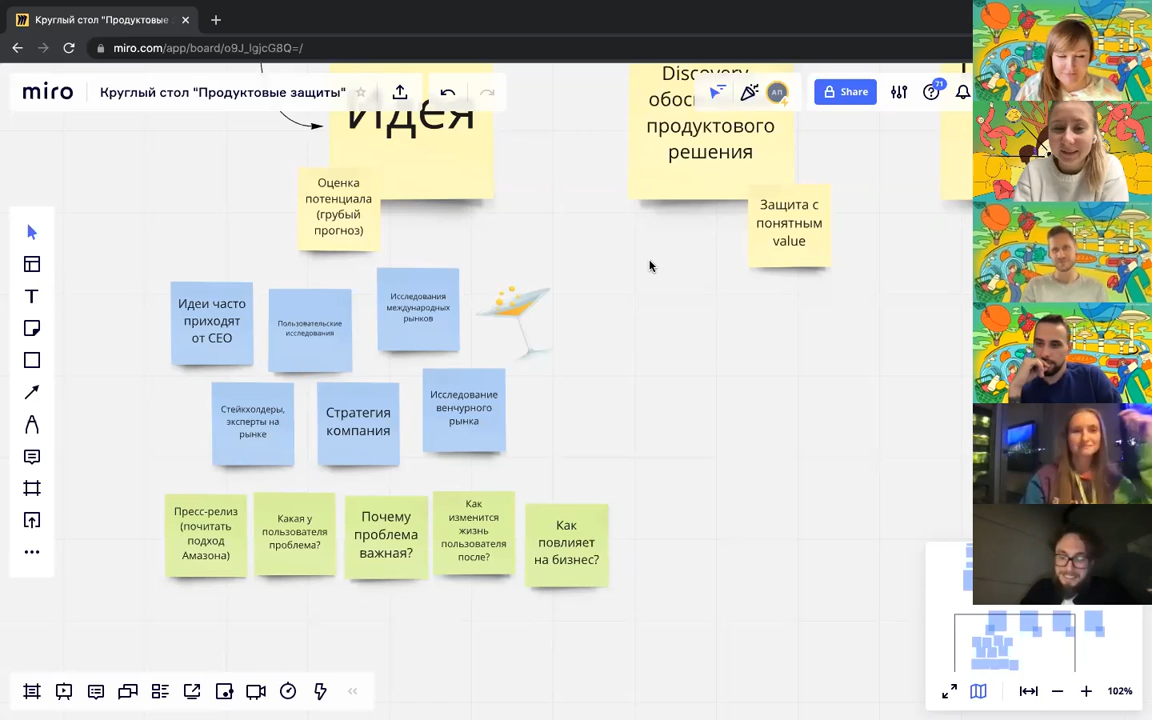 Круглый стол "Продуктовые
miro.com/app/board/o9J_lgjcG8Q=/
miro
Круглый стол "Продуктовые защиты"
АП
Share
71
Идея
Discovery
продуктового
решения
Оценка
потенциала
(грубый
прогноз)
Защита с
понятным
value
Идеи часто
приходят
от CEO
Пользовательские
исследования
Исследования
международных
рынков
Стейкхолдеры,
эксперты на
рынке
Стратегия
компания
Исследование
венчурного
рынка
Пресс-релиз
(почитать
подход
Амазона)
Какая у
пользователя
проблема?
Почему
проблема
важная?
Как
изменится
жизнь
пользователя
после?
Как
повлияет
на бизнес?
102%